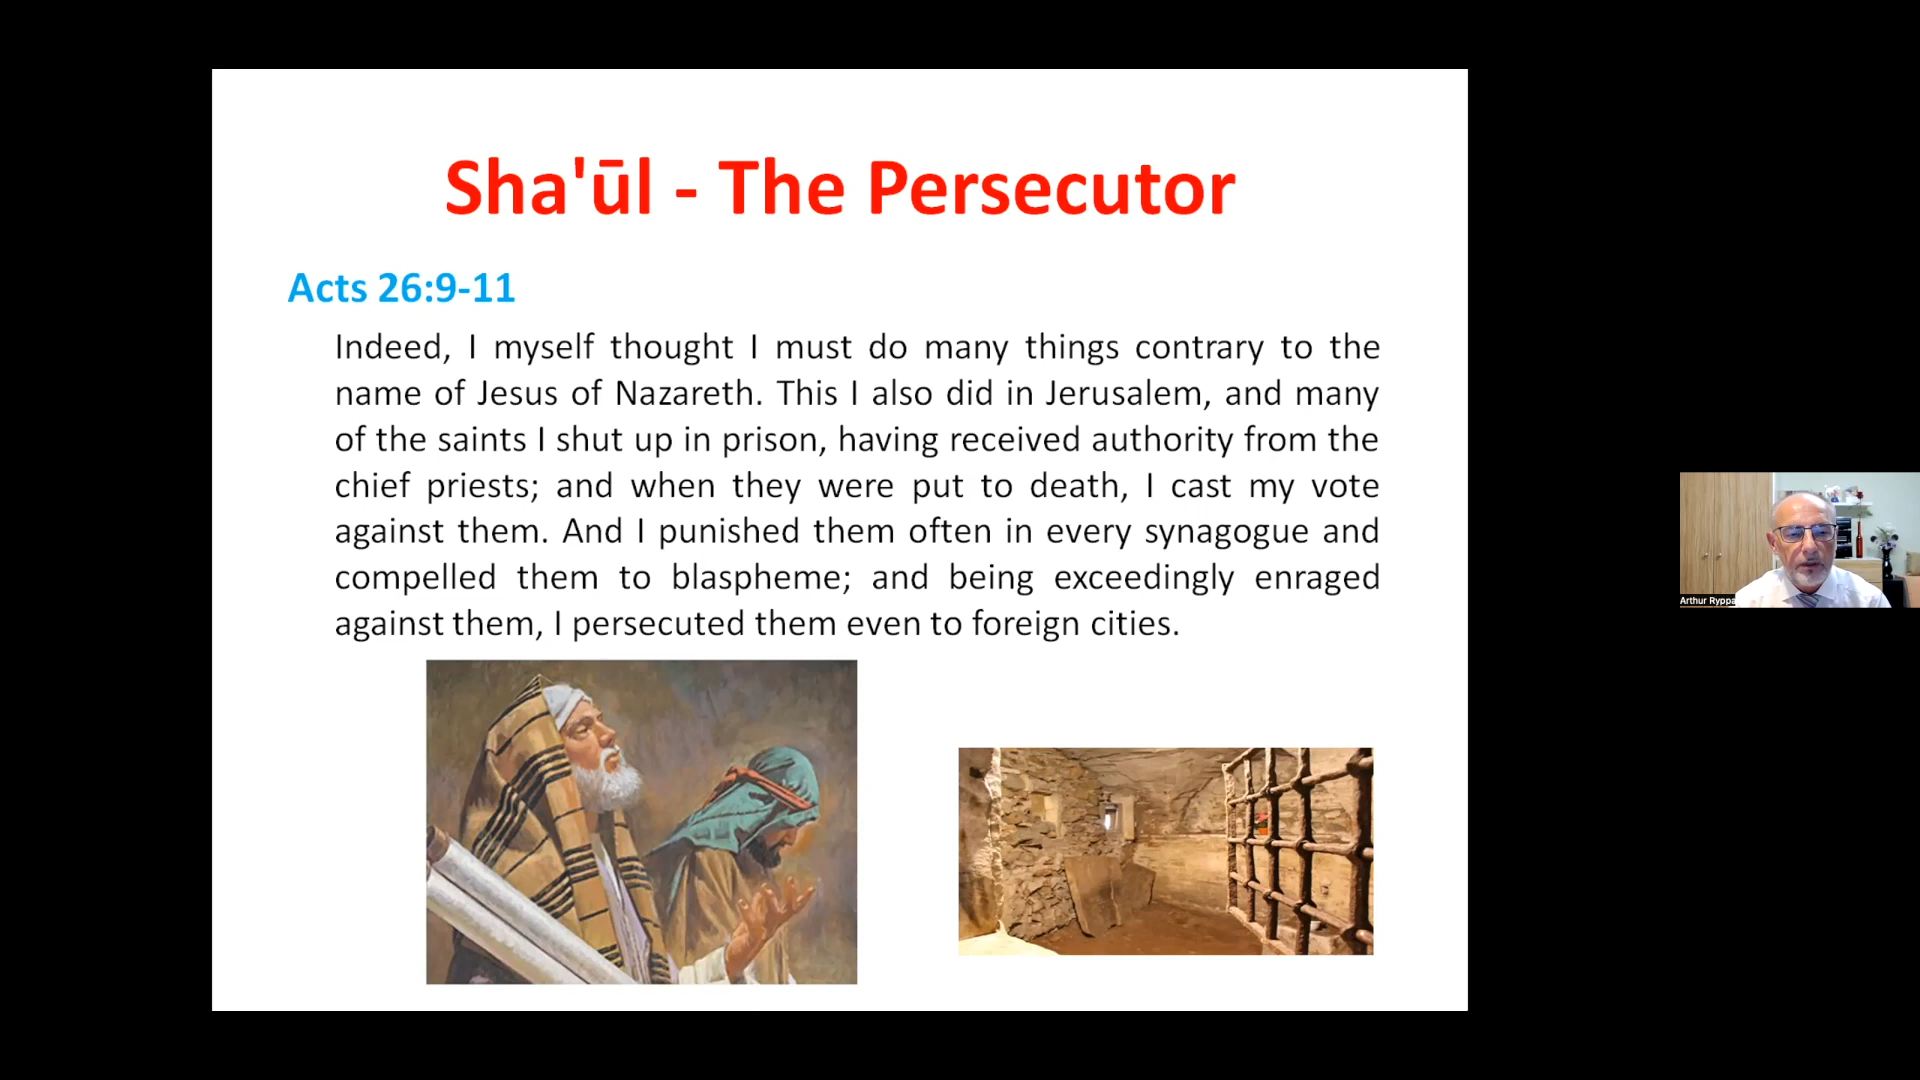 Sha'ūl - The Persecutor
Acts 26:9-11
Indeed, I myself thought I must do many things contrary to the
name of Jesus of Nazareth. This I also did in Jerusalem, and many
of the saints I shut up in prison, having received authority from the
chief priests; and when they were put to death, I cast my vote
against them. And I punished them often in every synagogue and
compelled them to blaspheme; and being exceedingly enraged
against them, I persecuted them even to foreign cities.
Arthur Ryppa